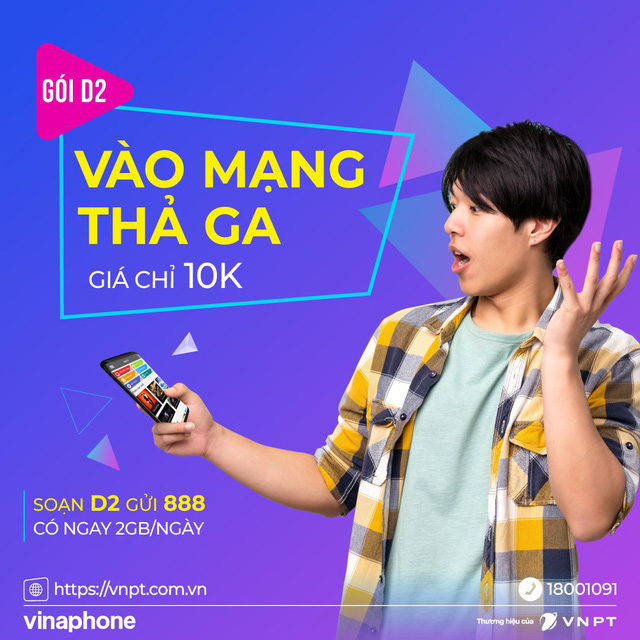 GÓI D2
VÀO MẠNG
THẢ GA
GIÁ CHỈ 10K
SOẠN D2 GỬI 888
CÓ NGAY 2GB/NGÀY
https://vnpt.com.vn
18001091
vinaphone
Thương hiệu của VNPT